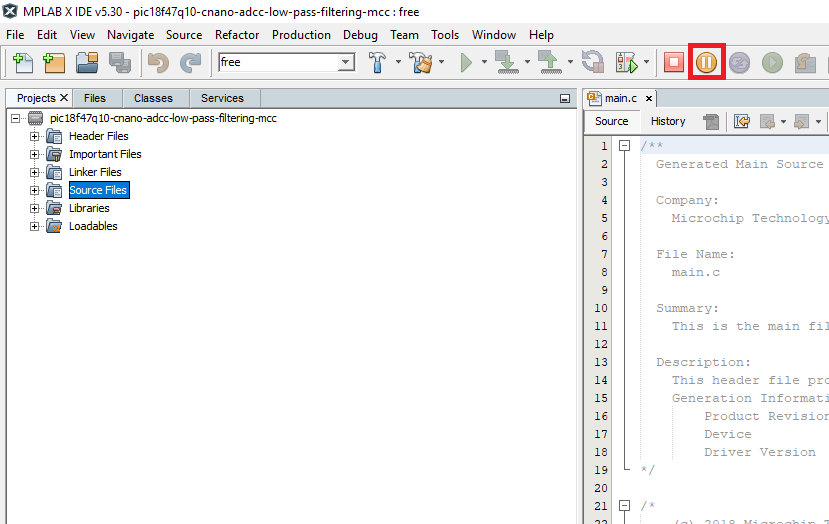 MPLAB X IDE v5.30 - pic18f47q10-cnano-adcc-low-pass-filtering-mcc : free
File Edit View Navigate Source Refactoring Production Debug Team Tools Window Help
free
Projects Files Classes Services
pic18f47q10-cnano-adcc-low-pass-filtering-mcc
Header Files
Important Files
Linker Files
Source Files
Libraries
Loadables
main.c
Source History
1 /**
2 Generated Main Source
3
4 Company:
5 Microchip Technology
6
7 File Name:
8 main.c
9
10 Summary:
11 This is the main fil
12
13 Description:
14 This header file pro
15 Generation Informati
16 Product Revision
17 Device
18 Driver Version
19 */
20
21 /*
22 (c) 2018 Microchip T